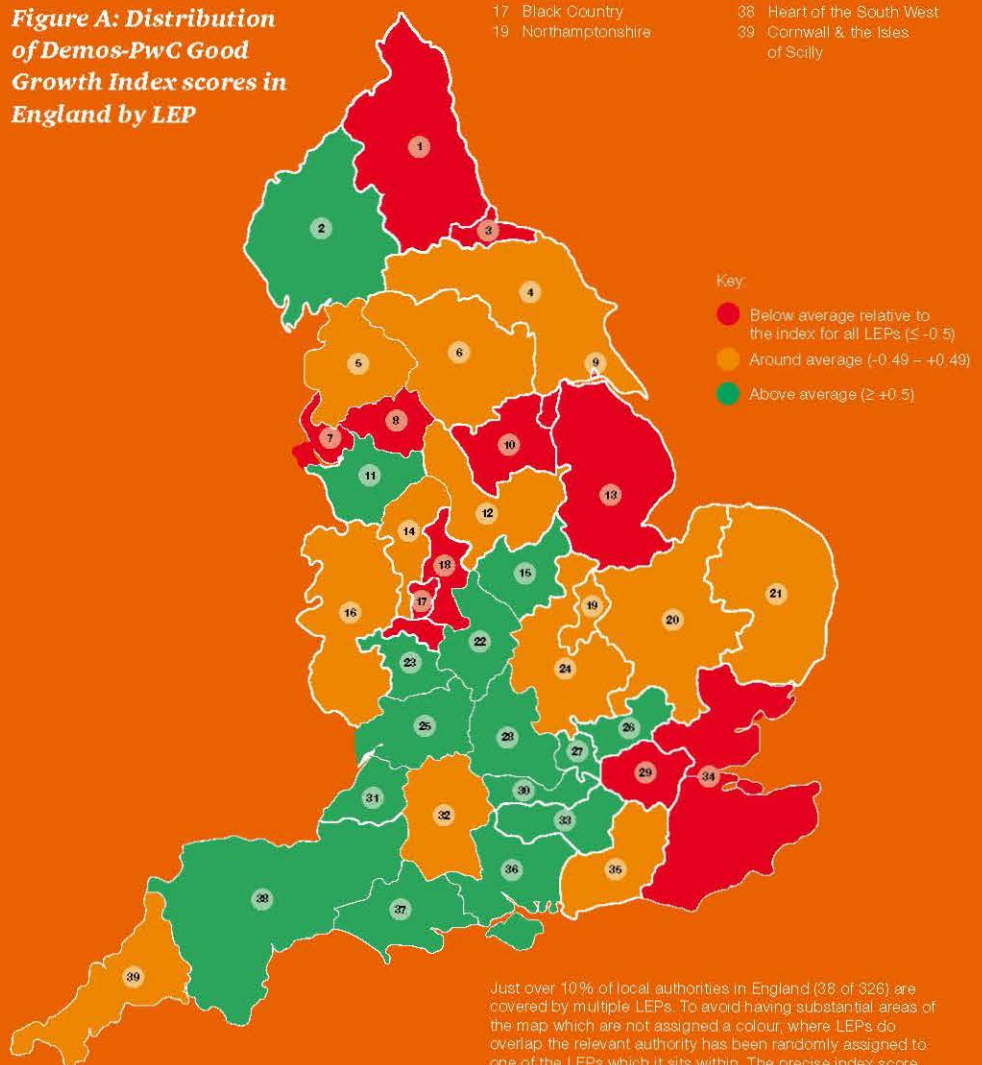 Figure A: Distribution
of Demos-PwC Good
Growth Index scores in
England by LEP
17 Black Country
19 Northamptonshire
38 Heart of the South West
39 Cornwall & the Isles
of Scilly
1
2
3
4
Key:
Below average relative to
the index for all LEPs (≤ -0.5)
Around average (-0.49 – +0.49)
Above average (≥ +0.5)
5
6
9
7
8
10
11
13
12
14
18
15
17
16
19
21
20
22
23
24
25
28
27
26
29
34
31
32
30
33
36
35
38
37
39
Just over 10% of local authorities in England (38 of 326) are
covered by multiple LEPs. To avoid having substantial areas of
the map which are not assigned a colour, where LEPs do
overlap the relevant authority has been randomly assigned to
one of the LEPs which it sits within. The precise index score